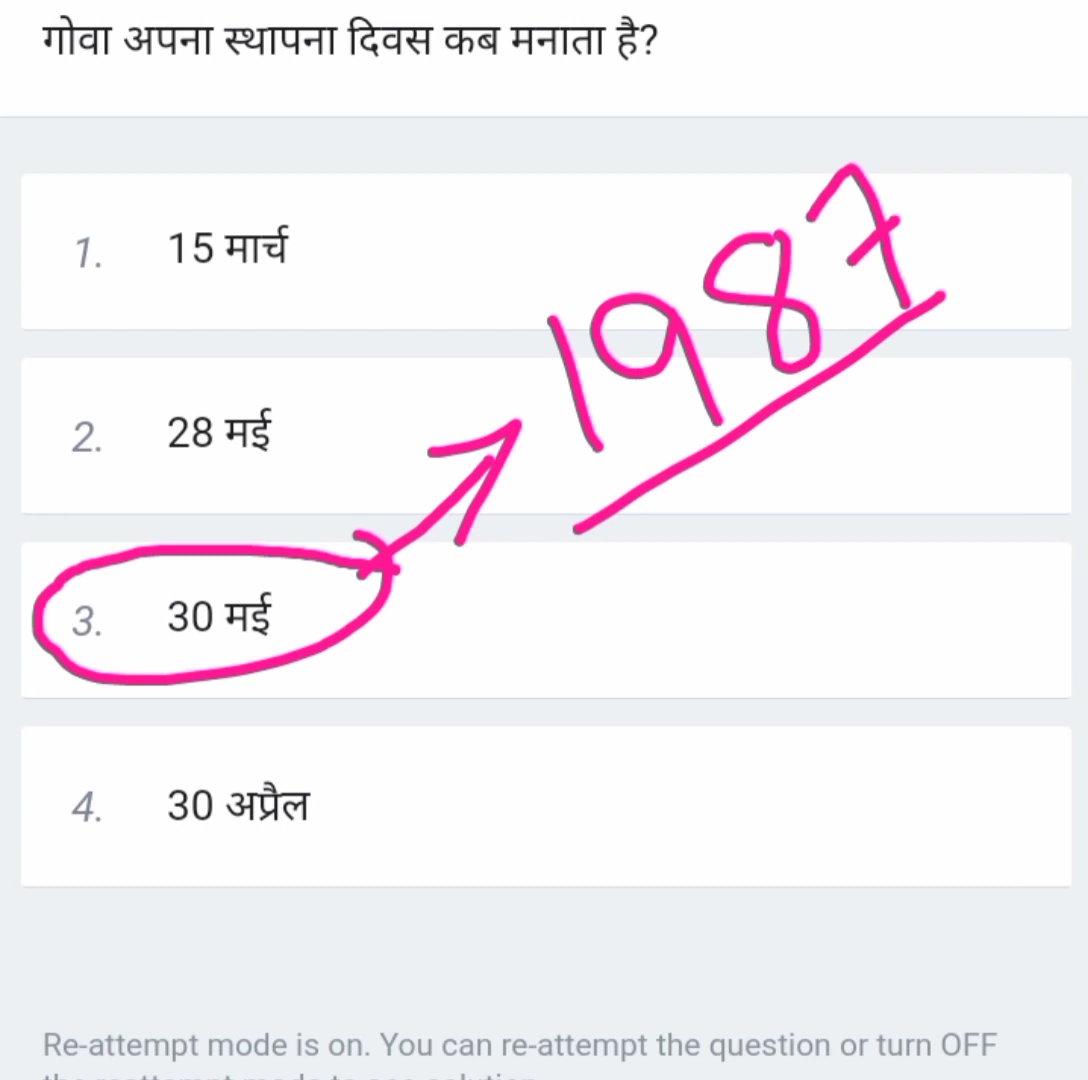 गोवा अपना स्थापना दिवस कब मनाता है?
1. 15 मार्च
1987
2. 28 मई
3. 30 मई
4. 30 अप्रैल
Re-attempt mode is on. You can re-attempt the question or turn OFF